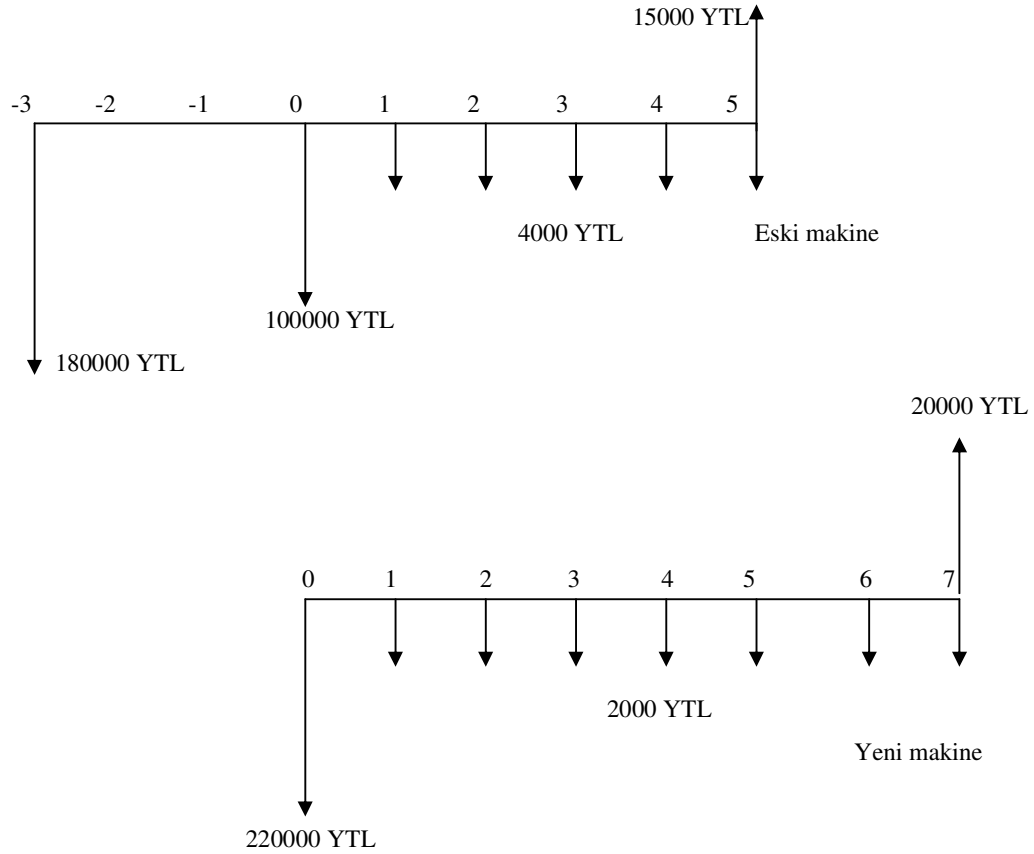 15000 YTL
-3 -2 -1 0 1 2 3 4 5
4000 YTL Eski makine
100000 YTL
180000 YTL
20000 YTL
0 1 2 3 4 5 6 7
2000 YTL
Yeni makine
220000 YTL